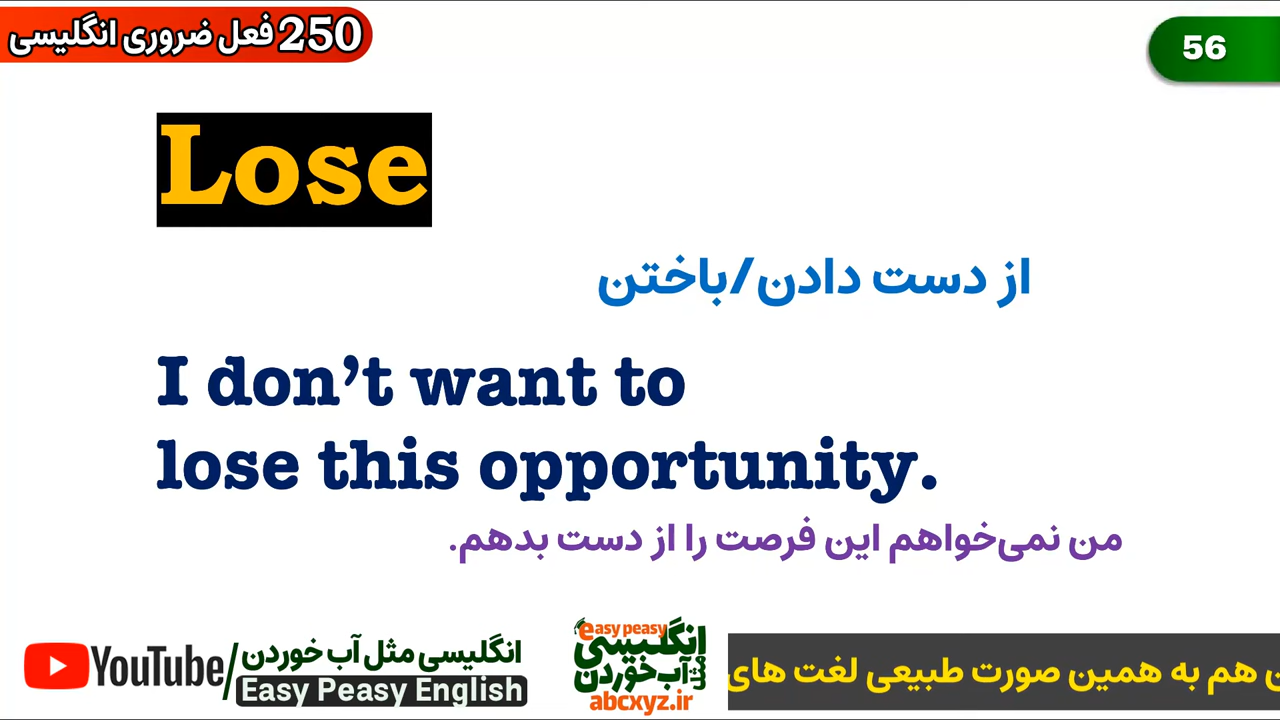 250 فعل ضروری انگلیسی
56
Lose
از دست دادن/باختن
I don’t want to
lose this opportunity.
من نمی‌خواهم این فرصت را از دست بدهم.
YouTube/انگلیسی مثل آب خوردن
Easy Peasy English
easy peasy
انگلیسی
مثل آب خوردن
abcxyz.ir
هم به همین صورت طبیعی لغت های